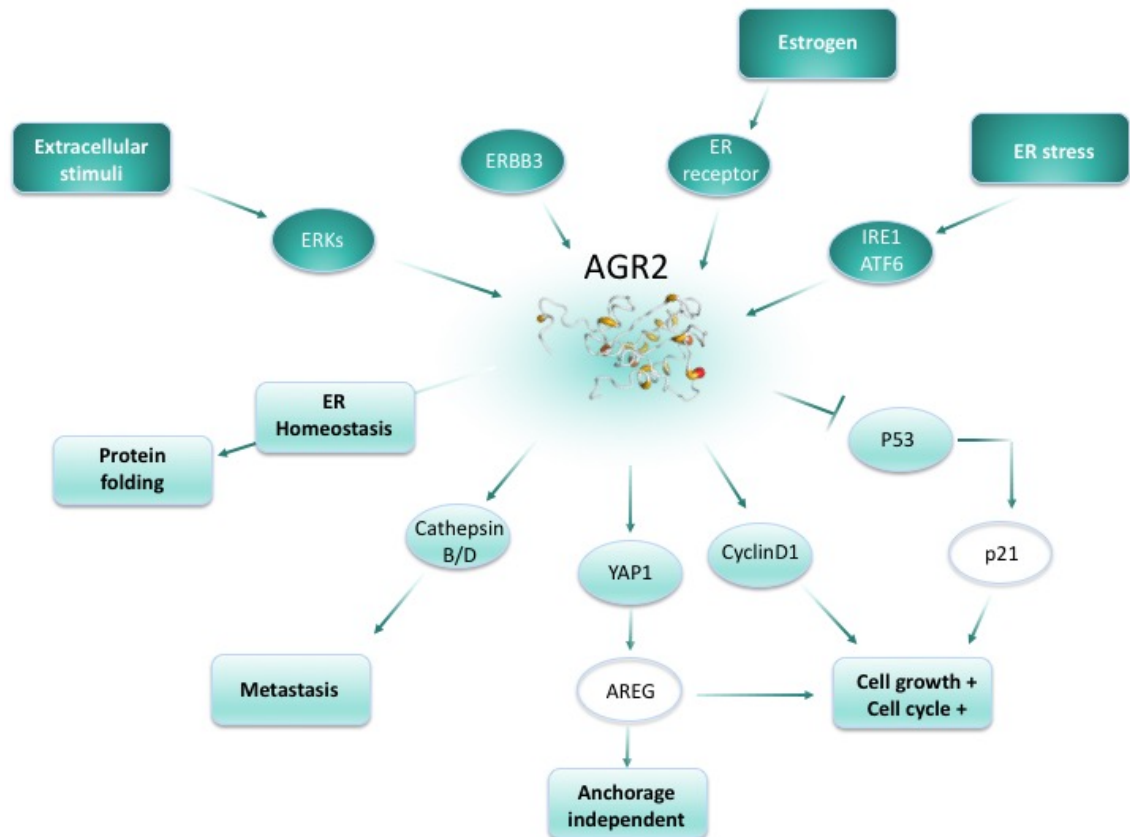 Estrogen
Extracellular
stimuli
ERBB3
ER
receptor
ER stress
ERKs
IRE1
ATF6
AGR2
ER
Homeostasis
Protein
folding
P53
Cathepsin
B/D
YAP1
CyclinD1
p21
Metastasis
AREG
Cell growth +
Cell cycle +
Anchorage
independent